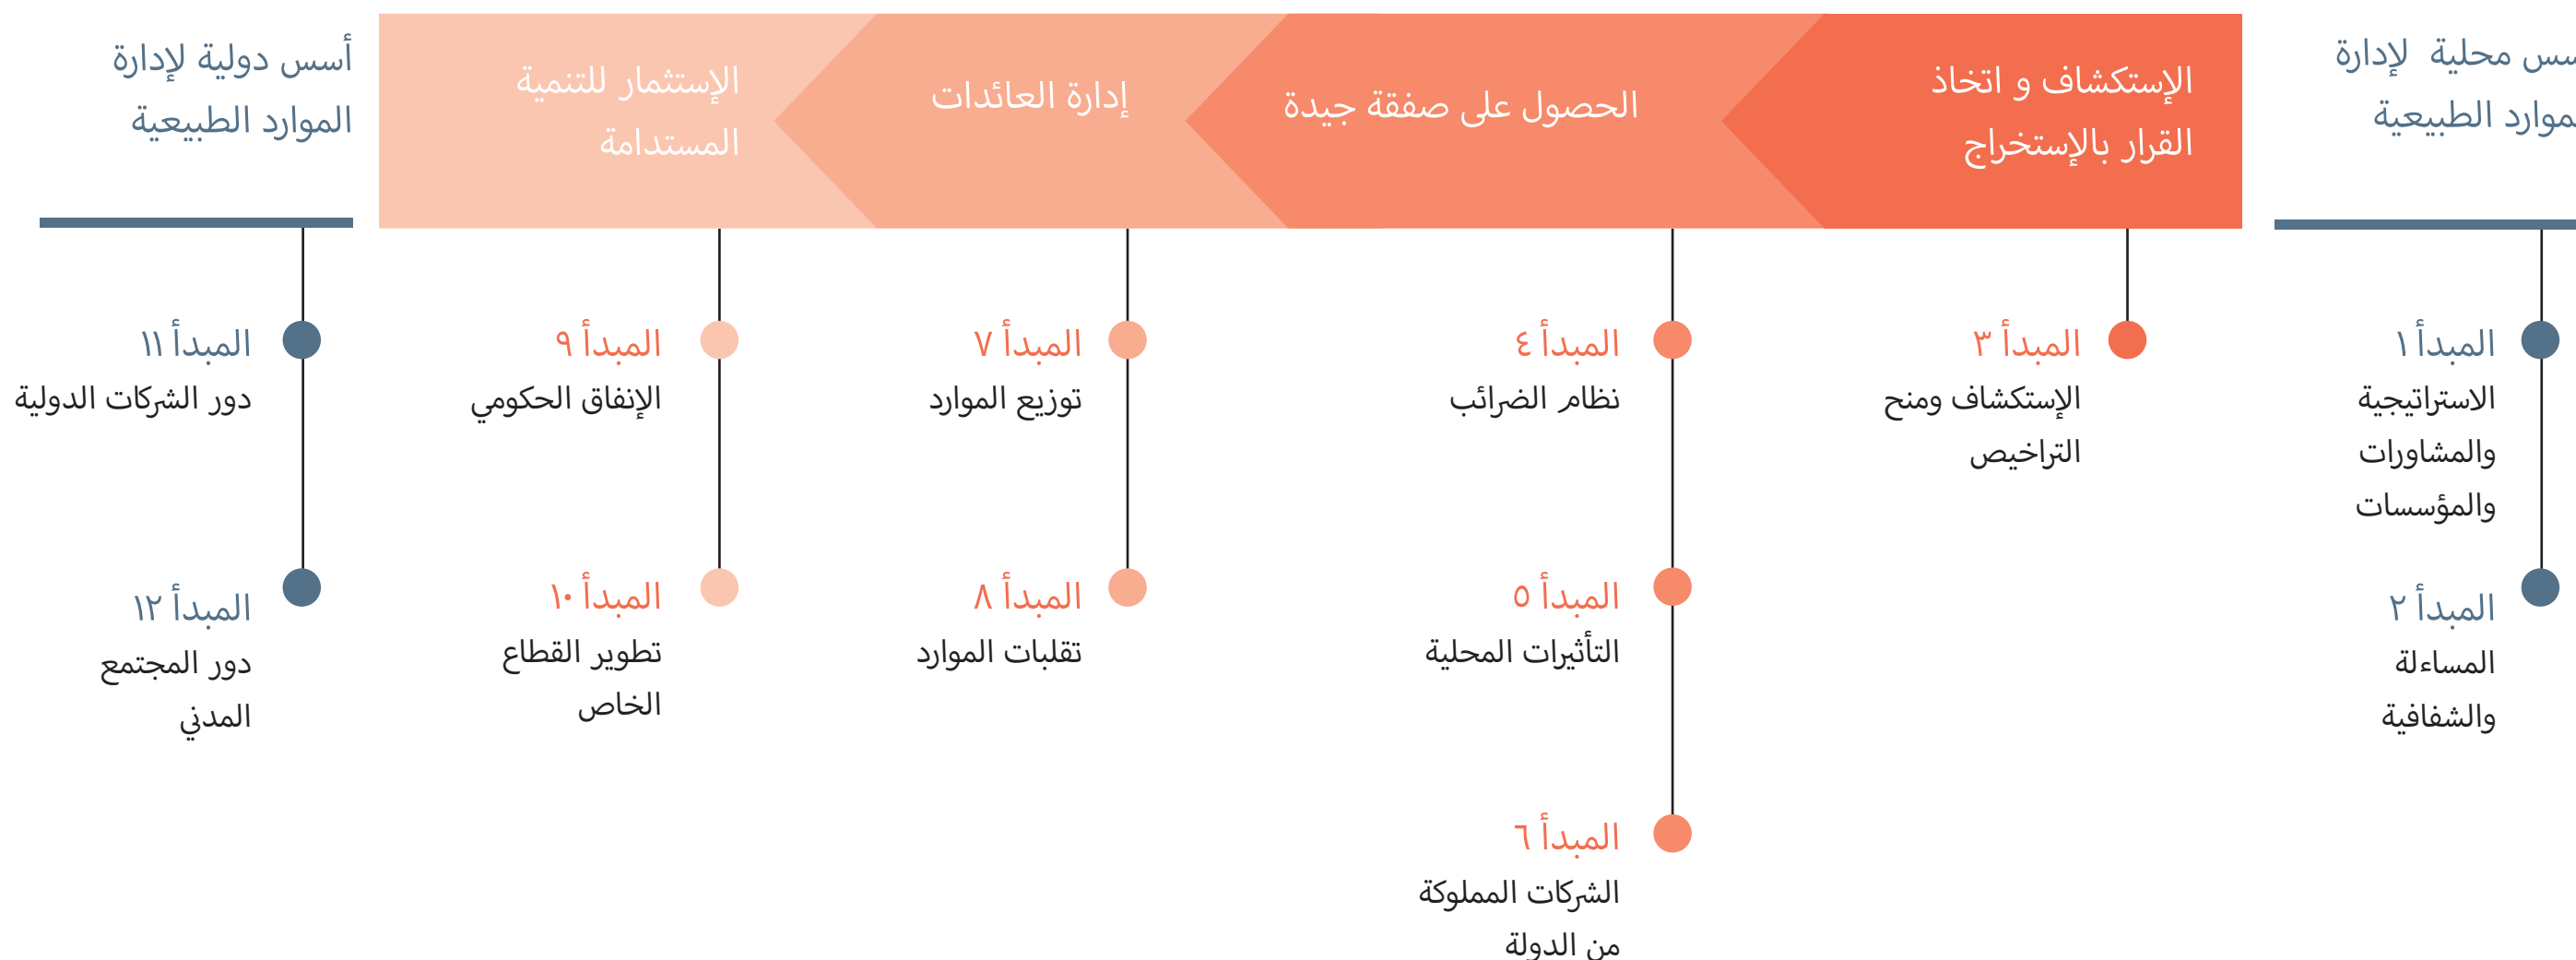 محلية لإدارة
الطبيعية
المبدأ ١
الاستراتيجية
والمشاورات
والمؤسسات
المبدأ ٢
المساءلة
والشفافية
الإستكشاف و اتخاذ
القرار بالإستخراج
المبدأ ٣
الإستكشاف ومنح
التراخيص
الحصول على صفقة جيدة
المبدأ ٤
نظام الضرائب
المبدأ ٥
التأثيرات المحلية
المبدأ ٦
الشركات المملوكة
من الدولة
إدارة العائدات
المبدأ ٧
توزيع الموارد
المبدأ ٨
تقلبات الموارد
الإستثمار للتنمية
المستدامة
المبدأ ٩
الإنفاق الحكومي
المبدأ ١٠
تطوير القطاع
الخاص
أسس دولية لإدارة
الموارد الطبيعية
المبدأ ١١
دور الشركات الدولية
المبدأ ١٢
دور المجتمع
المدني